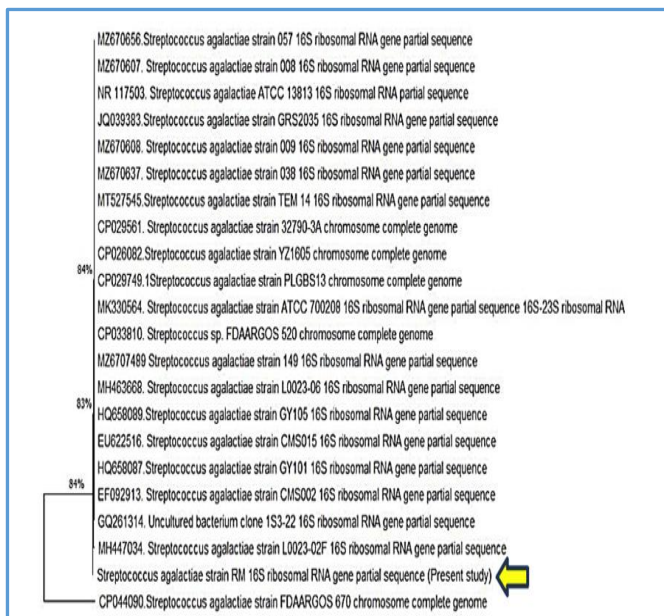 MZ670656.Streptococcus agalactiae strain 057 16S ribosomal RNA gene partial sequence
MZ670607. Streptococcus agalactiae strain 008 16S ribosomal RNA gene partial sequence
NR 117503. Streptococcus agalactiae ATCC 13813 16S ribosomal RNA partial sequence
JQ039383.Streptococcus agalactiae strain GRS2035 16S ribosomal RNA gene partial sequence
MZ670608. Streptococcus agalactiae strain 009 16S ribosomal RNA gene partial sequence
MZ670637. Streptococcus agalactiae strain 038 16S ribosomal RNA gene partial sequence
MT527545.Streptococcus agalactiae strain TEM 14 16S ribosomal RNA gene partial sequence
CP029561. Streptococcus agalactiae strain 32790-3A chromosome complete genome
CP026082. Streptococcus agalactiae strain YZ1605 chromosome complete genome
84%
CP029749.1Streptococcus agalactiae strain PLGBS13 chromosome complete genome
MK330564. Streptococcus agalactiae strain ATCC 700208 16S ribosomal RNA gene partial sequence 16S-23S ribosomal RNA
CP033810. Streptococcus sp. FDAARGOS 520 chromosome complete genome
MZ6707489 Streptococcus agalactiae strain 149 16S ribosomal RNA gene partial sequence
MH463668. Streptococcus agalactiae strain L0023-06 16S ribosomal RNA gene partial sequence
83%
HQ658089.Streptococcus agalactiae strain GY105 16S ribosomal RNA gene partial sequence
EU622516. Streptococcus agalactiae strain CMS015 16S ribosomal RNA gene partial sequence
HQ658087.Streptococcus agalactiae strain GY101 16S ribosomal RNA gene partial sequence
84%
EF092913. Streptococcus agalactiae strain CMS002 16S ribosomal RNA gene partial sequence
GQ261314. Uncultured bacterium clone 1S3-22 16S ribosomal RNA gene partial sequence
MH447034. Streptococcus agalactiae strain L0023-02F 16S ribosomal RNA gene partial sequence
Streptococcus agalactiae strain RM 16S ribosomal RNA gene partial sequence (Present study)
CP044090.Streptococcus agalactiae strain FDAARGOS 670 chromosome complete genome